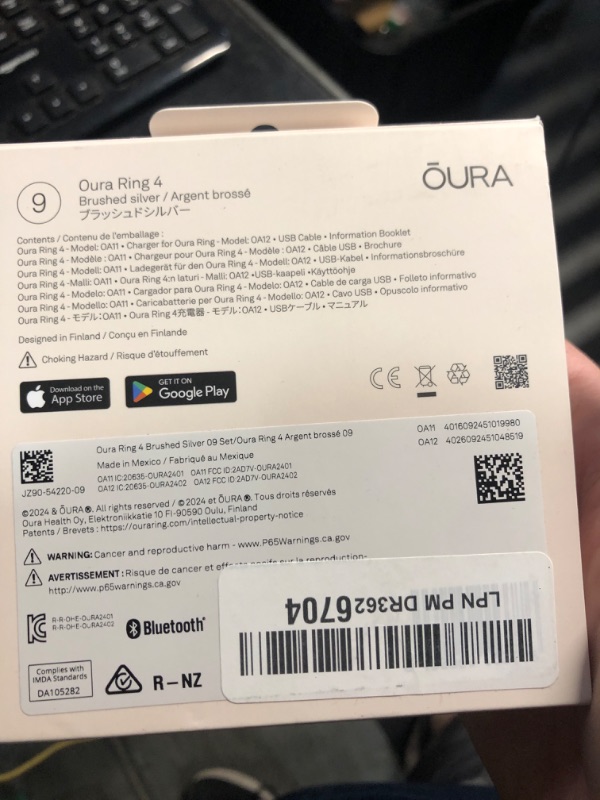 ŌURA
9
Oura Ring 4
Brushed silver / Argent brossé
ブラッシュドシルバー
Contents / Contenu de l'emballage :
Oura Ring 4 - Model: OA11 • Charger for Oura Ring - Model: OA12 • USB Cable • Information Booklet
Oura Ring 4 - Modèle : OA11 • Chargeur pour Oura Ring 4 - Modèle : OA12 • Câble USB • Brochure
Oura Ring 4 - Modell: OA11 • Ladegerät für den Oura Ring 4 - Modell: OA12 • USB-Kabel • Informationsbroschüre
Oura Ring 4 -Malli: OA11 • Oura Ring 4:n laturi - Malli: OA12 •USB-kaapeli •Käyttöohje
Oura Ring 4 - Modelo: OA11 • Cargador para Oura Ring 4 - Modelo: OA12 • Cable de carga USB • Folleto informativo
Oura Ring 4 - Modello: OA11 • Caricabatterie per Oura Ring 4 - Modello: OA12 • Cavo USB • Opuscolo informativo
Oura Ring 4 - モデル:OA11 • Oura Ring 4充電器 - モデル:OA12 • USBケーブル • マニュアル
Designed in Finland / Conçu en Finlande
Choking Hazard / Risque d'étouffement
Download on the
App Store
GET IT ON
Google Play
CE
Oura Ring 4 Brushed Silver 09 Set/Oura Ring 4 Argent brossé 09
Made in Mexico / Fabriqué au Mexique
OA11 IC:20635-OURA2401 OA11 FCC ID:2AD7V-OURA2401
OA12 IC:20635-OURA2402 OA12 FCC ID:2AD7V-OURA2402
OA11 4016092451019980
OA12 4026092451048519
JZ90-54220-09
©2024 & ŌURA®. All rights reserved / © 2024 et ŌURA®. Tous droits réservés
Oura Health Oy, Elektroniikkatie 10 FI-90590 Oulu, Finland
Patents / Brevets : https://ouraring.com/intellectual-property-notice
WARNING: Cancer and reproductive harm - www.P65Warnings.ca.gov
AVERTISSEMENT : Risque de cancer et effets nocifs sur la reproduction-
http://www.p65warnings.ca.gov
R-R-OHE-OURA2401
R-R-OHE-OURA2402
Bluetooth®
Complies with
IMDA Standards
DA105282
R-NZ
LPN PM DR3626704